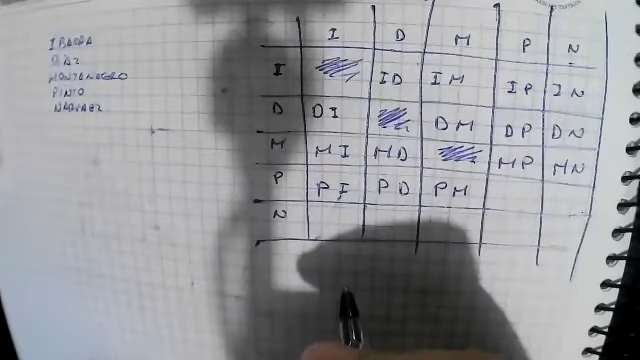 IBARRA
DIAZ
MONTANEGRO
PINTO
NARVAEZ
I D M P N
I ID IM IP IN
D DI DM DP DN
M MI MD MP MN
P PI PD PM
N